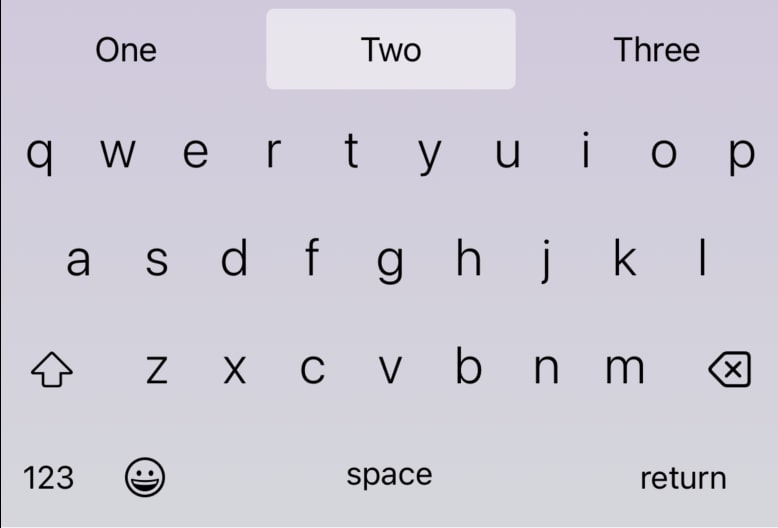 One Two Three
q w e r t y u i o p
a s d f g h j k l
z x c v b n m
123 space return